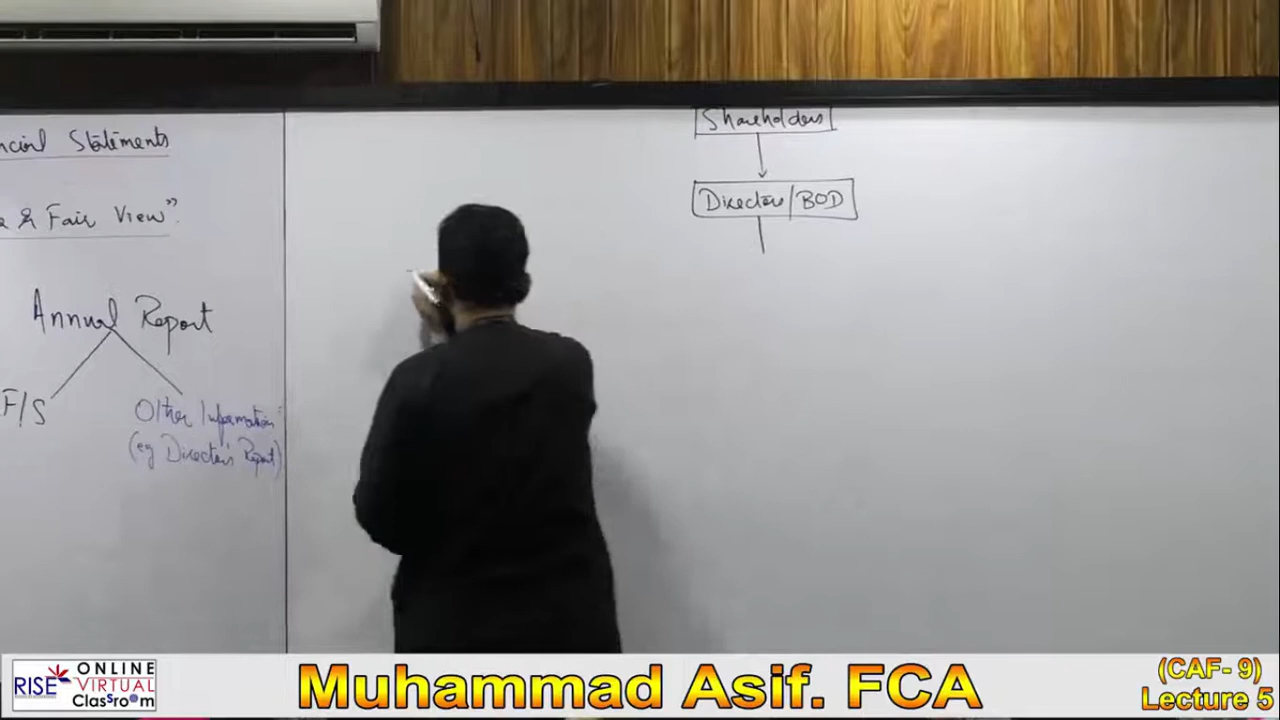 ncial Statements
e & Fair View".
Annual Report
F/S
Other Information
(eg Director's Report)
Shareholders
Directors/BOD
RISE
ONLINE
VIRTUAL
ClassroOm
Muhammad Asif. FCA
(CAF- 9)
Lecture 5